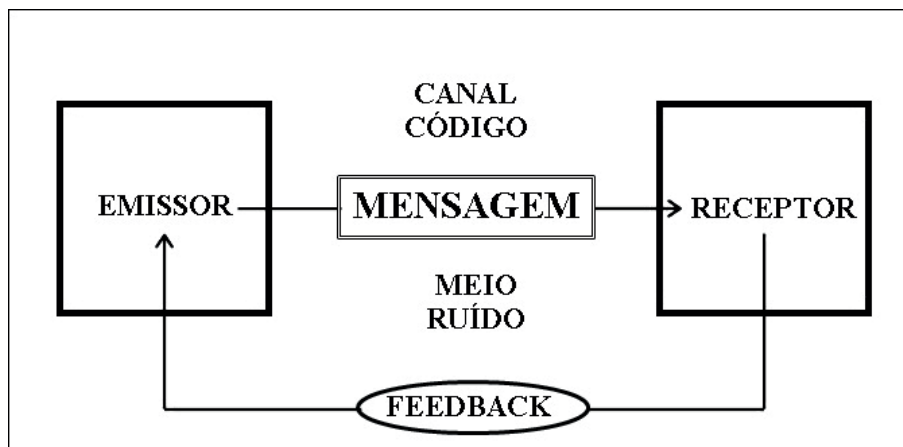 CANAL
CÓDIGO
EMISSOR
MENSAGEM
RECEPTOR
MEIO
RUÍDO
FEEDBACK